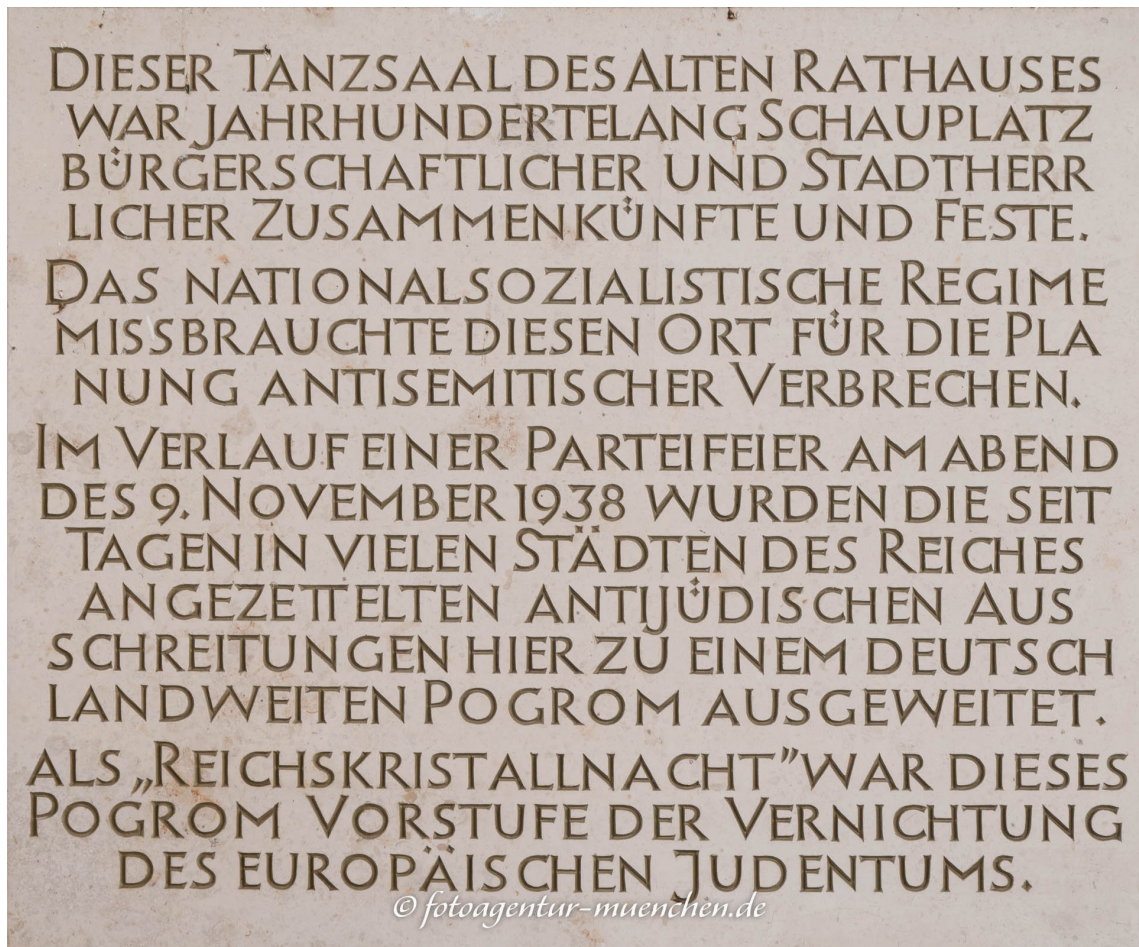 DIESER TANZSAAL DES ALTEN RATHAUSES
WAR JAHRHUNDERTELANG SCHAUPLATZ
BÜRGERSCHAFTLICHER UND STADTHERR
LICHER ZUSAMMENKÜNFTE UND FESTE.
DAS NATIONALSOZIALISTISCHE REGIME
MISSBRAUCHTE DIESEN ORT FÜR DIE PLA
NUNG ANTISEMITISCHER VERBRECHEN.
IM VERLAUF EINER PARTEIFEIER AM ABEND
DES 9. NOVEMBER 1938 WURDEN DIE SEIT
TAGEN IN VIELEN STÄDTEN DES REICHES
ANGEZETTELTEN ANTIJÜDISCHEN AUS
SCHREITUNGEN HIER ZU EINEM DEUTSCH
LANDWEITEN POGROM AUSGEWEITET.
ALS „REICHSKRISTALLNACHT” WAR DIESES
POGROM VORSTUFE DER VERNICHTUNG
DES EUROPÄISCHEN JUDENTUMS.
© fotoagentur-muenchen.de